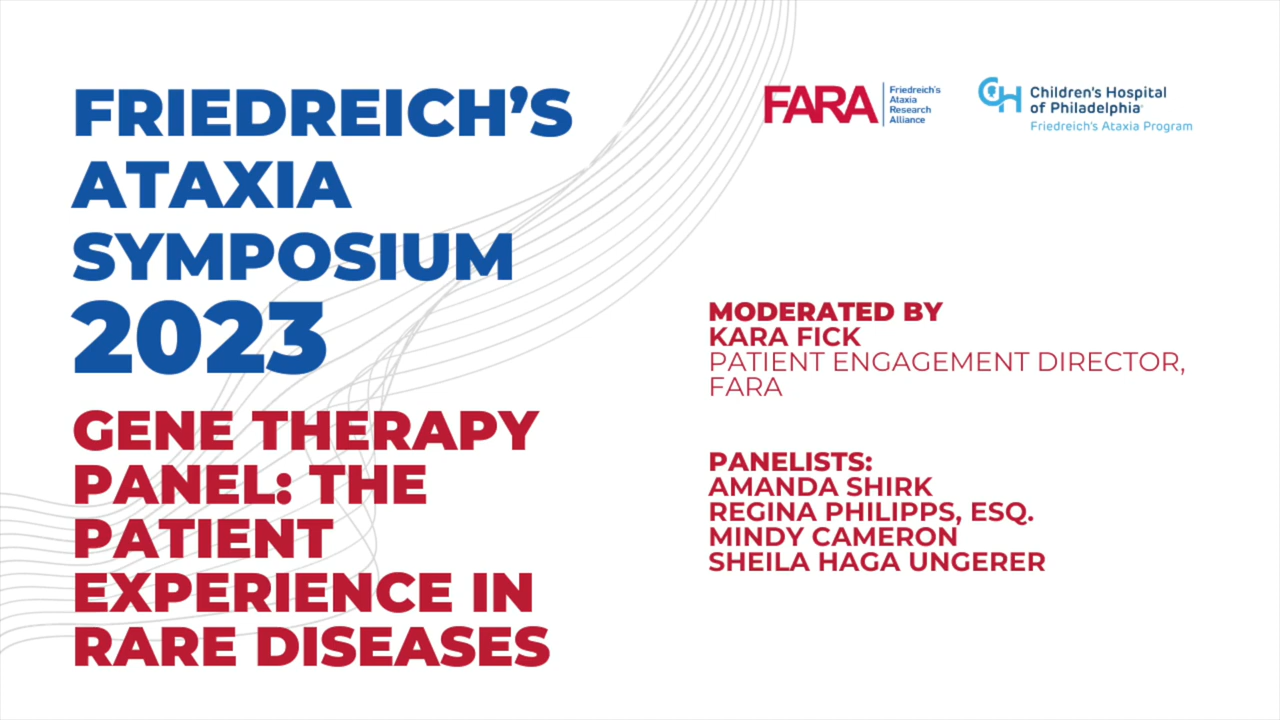 FRIEDREICH'S
ATAXIA
SYMPOSIUM
2023
GENE THERAPY
PANEL: THE
PATIENT
EXPERIENCE IN
RARE DISEASES
FARA
Friedreich's
Ataxia
Research
Alliance
CH
Children's Hospital
of Philadelphia
Friedreich's Ataxia Program
MODERATED BY
KARA FICK
PATIENT ENGAGEMENT DIRECTOR,
FARA
PANELISTS:
AMANDA SHIRK
REGINA PHILIPPS, ESQ.
MINDY CAMERON
SHEILA HAGA UNGERER